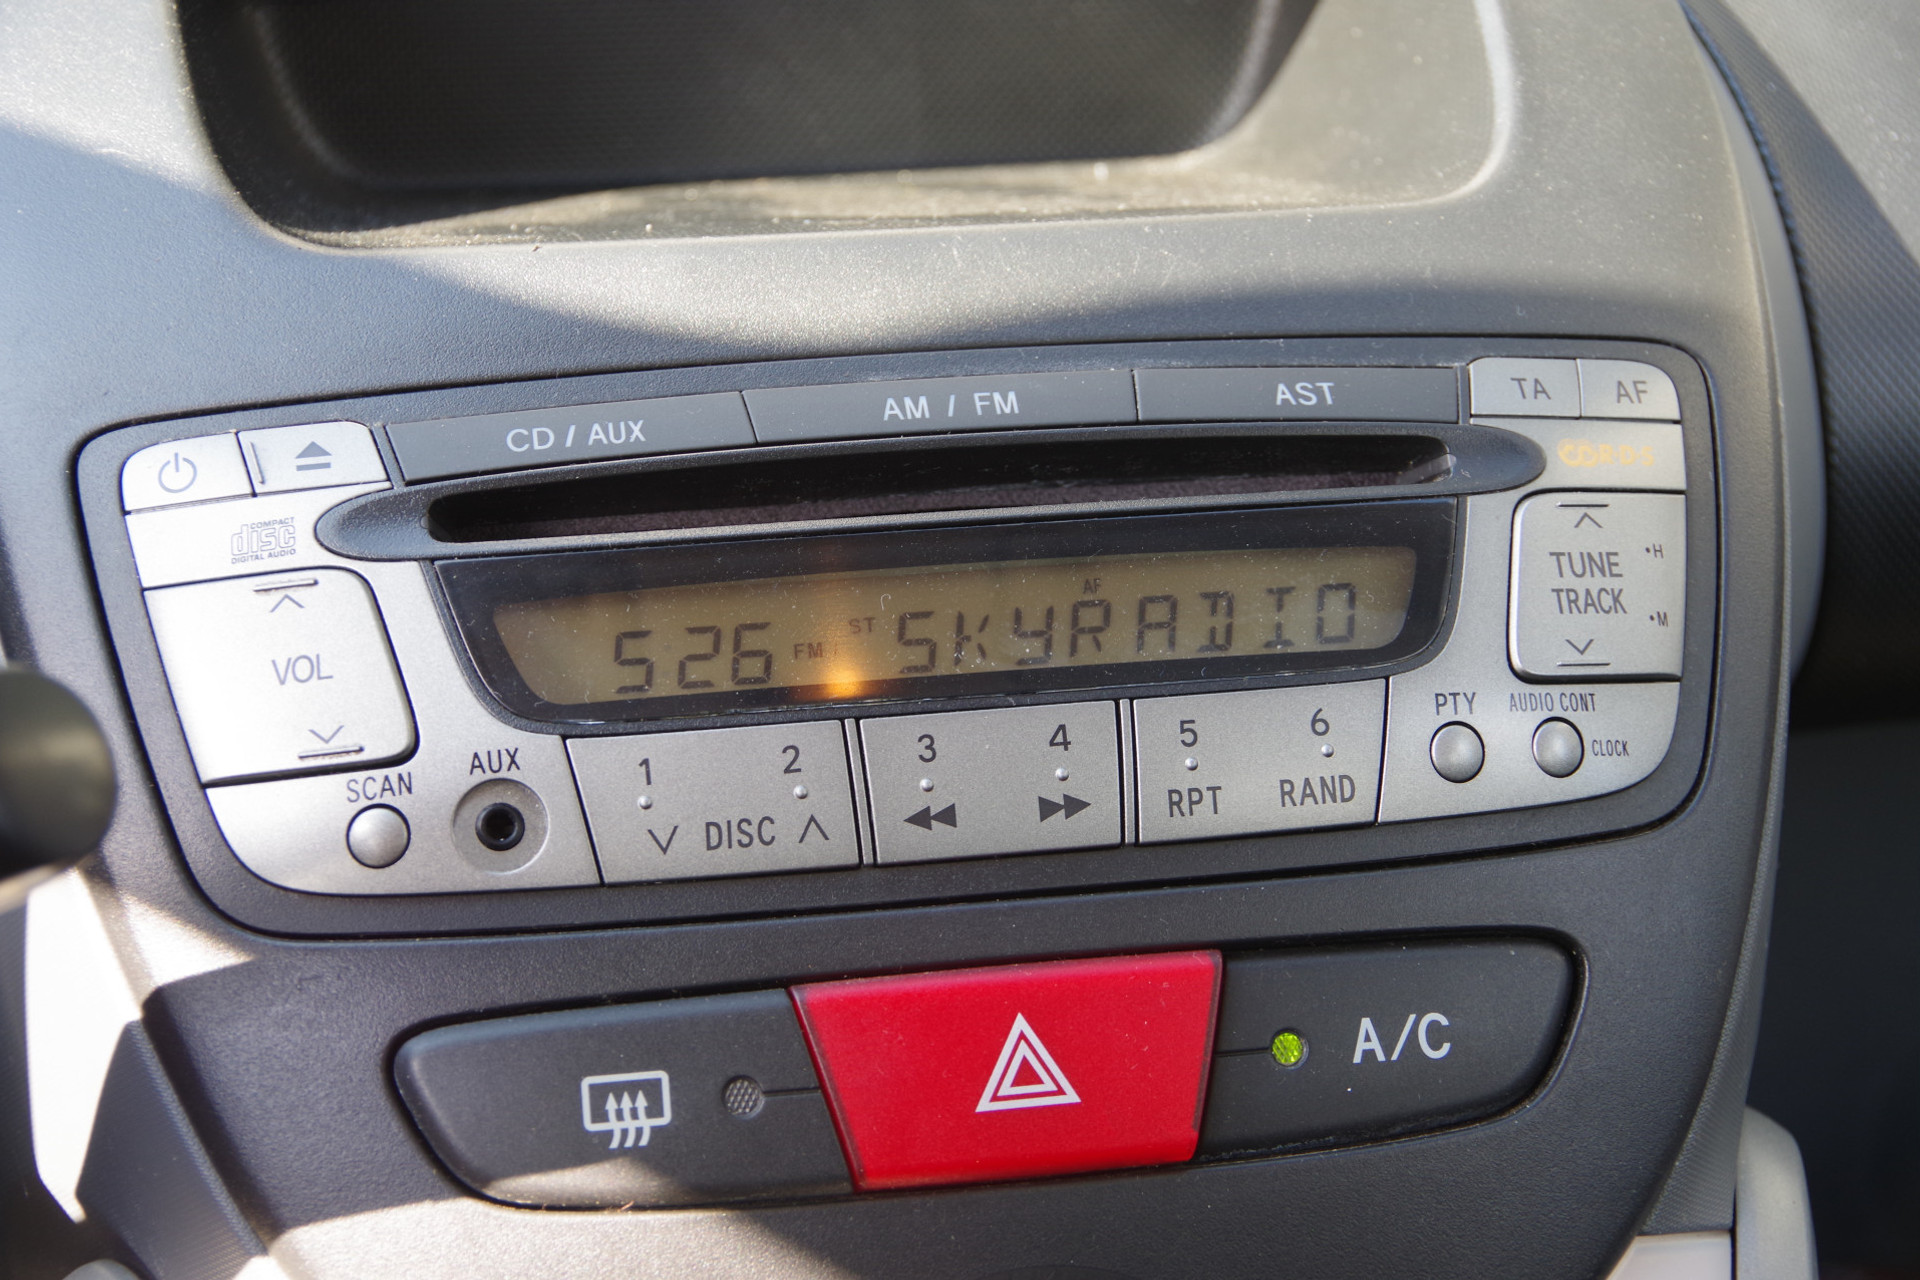 CD / AUX
AM / FM
AST
TA
AF
COMPACT
disc
DIGITAL AUDIO
R·D·S
VOL
526 FM ST AF SKYRADIO
TUNE
TRACK
•H
•M
SCAN
AUX
1
2
DISC
3
4
5
RPT
6
RAND
PTY
AUDIO CONT
CLOCK
A/C